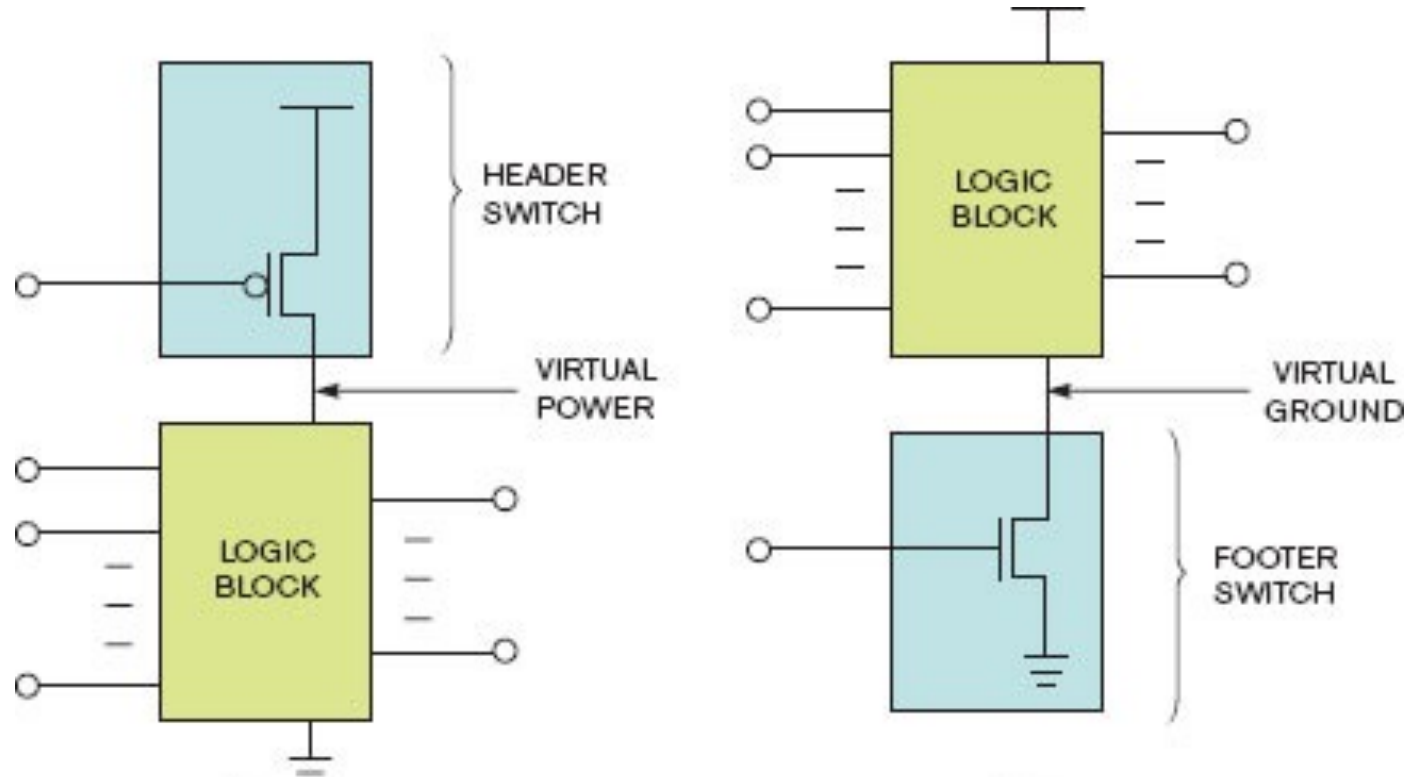 HEADER
SWITCH
VIRTUAL
POWER
LOGIC
BLOCK
LOGIC
BLOCK
VIRTUAL
GROUND
FOOTER
SWITCH